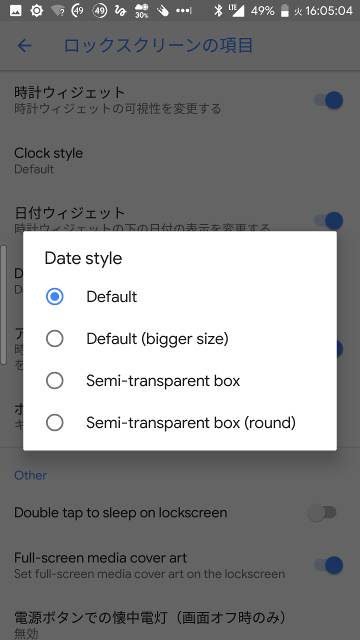 49
49
30%
LTE
49%
火
16:05:04
ロックスクリーンの項目
時計ウィジェット
時計ウィジェットの可視性を変更する
Clock style
Default
日付ウィジェット
時計ウィジェットの下の日付の表示を変更する
Date style
Default
Default (bigger size)
Semi-transparent box
Semi-transparent box (round)
Other
Double tap to sleep on lockscreen
Full-screen media cover art
Set full-screen media cover art on the lockscreen
電源ボタンでの懐中電灯（画面オフ時のみ）
無効